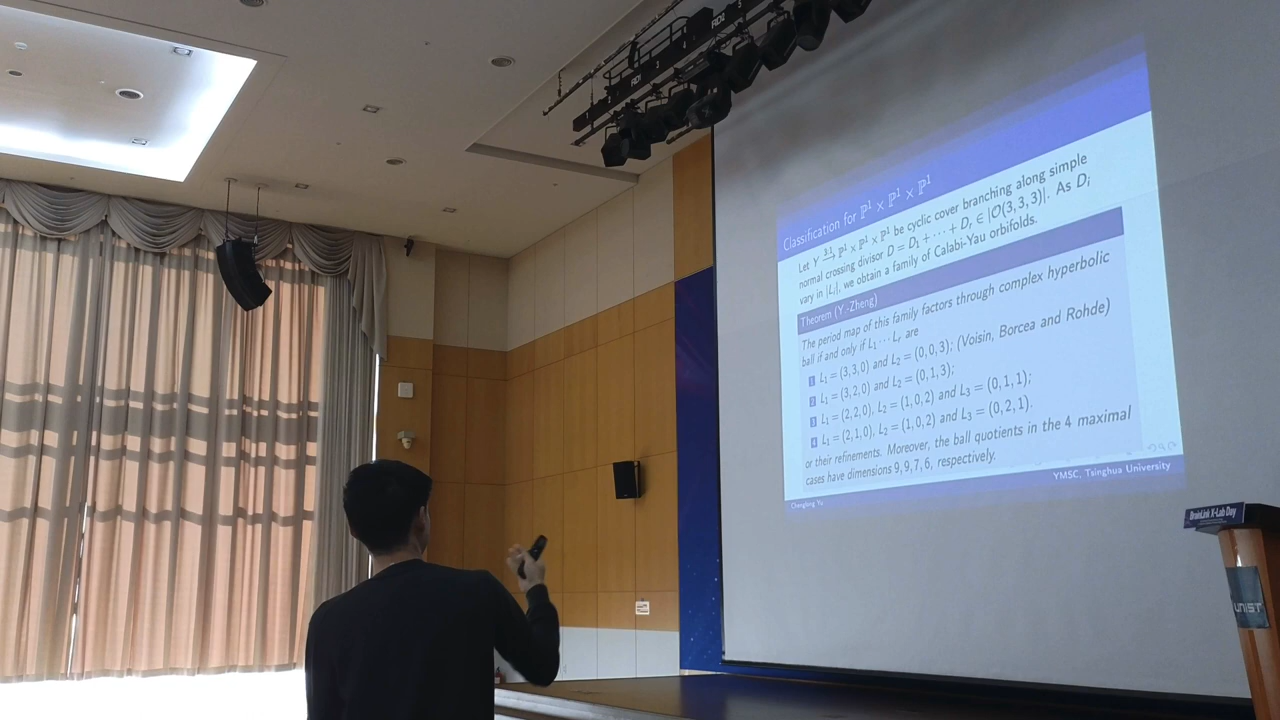 Classification for ℙ¹ × ℙ¹ × ℙ¹
Let Y 3:1→ ℙ¹ × ℙ¹ × ℙ¹ be cyclic cover branching along simple
normal crossing divisor D = D₁ + ··· + Dᵣ ∈ |𝒪(3, 3, 3)|. As Dᵢ
vary in |Lᵢ|, we obtain a family of Calabi-Yau orbifolds.
Theorem (Y.-Zheng)
The period map of this family factors through complex hyperbolic
ball if and only if L₁ ··· Lᵣ are
1 L₁ = (3, 3, 0) and L₂ = (0, 0, 3); (Voisin, Borcea and Rohde)
2 L₁ = (3, 2, 0) and L₂ = (0, 1, 3);
3 L₁ = (2, 2, 0), L₂ = (1, 0, 2) and L₃ = (0, 1, 1);
4 L₁ = (2, 1, 0), L₂ = (1, 0, 2) and L₃ = (0, 2, 1).
or their refinements. Moreover, the ball quotients in the 4 maximal
cases have dimensions 9, 9, 7, 6, respectively.
Chenglong Yu
YMSC, Tsinghua University
BrainLink X-Lab Day
UNIST